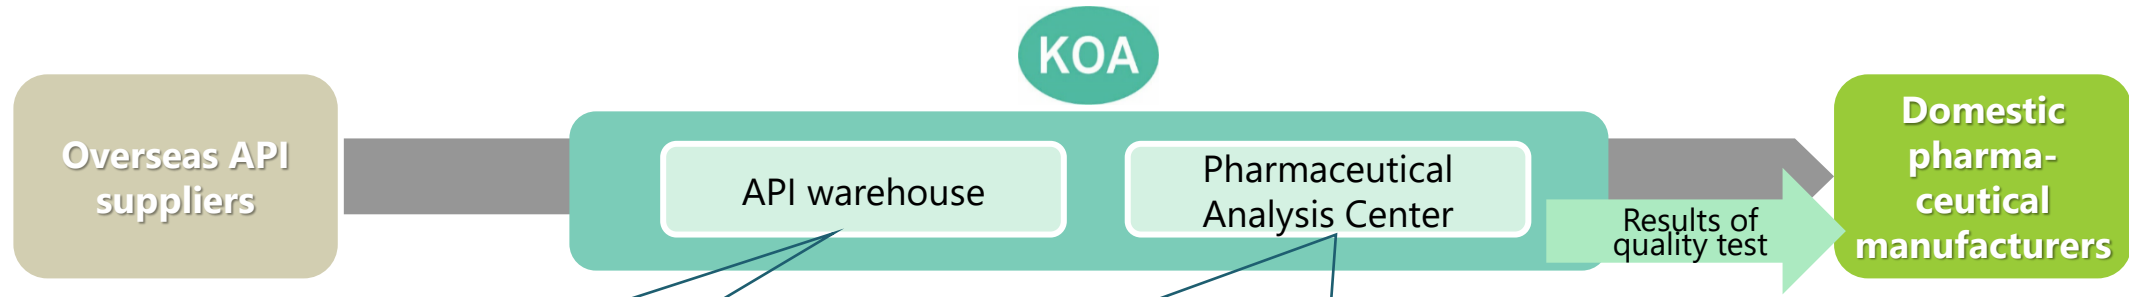 KOA
Overseas API
suppliers
API warehouse
Pharmaceutical
Analysis Center
Results of
quality test
Domestic
pharma-
ceutical
manufacturers